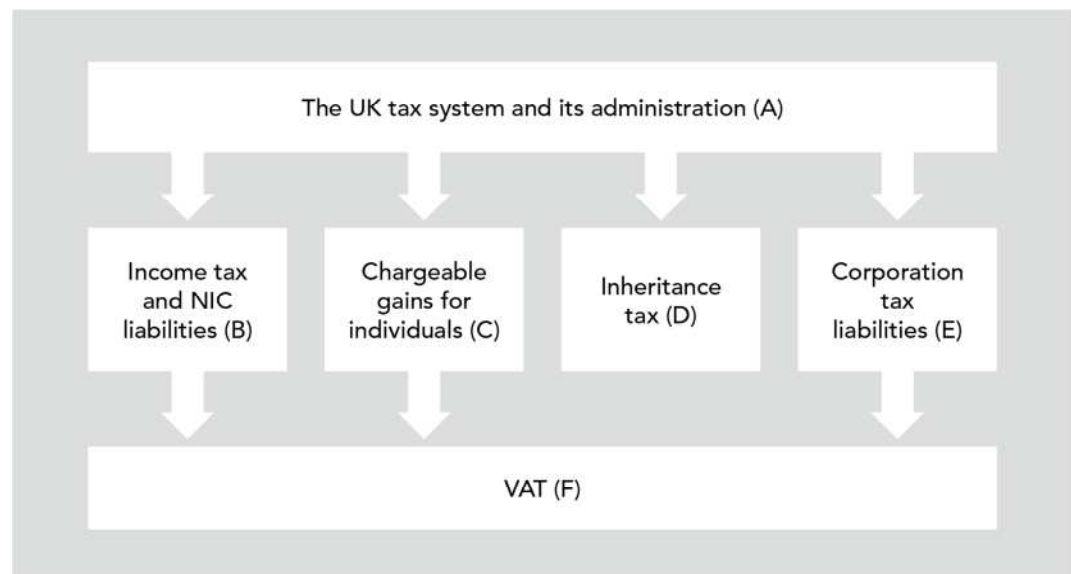 The UK tax system and its administration (A)
Income tax
and NIC
liabilities (B)
Chargeable
gains for
individuals (C)
Inheritance
tax (D)
Corporation
tax
liabilities (E)
VAT (F)